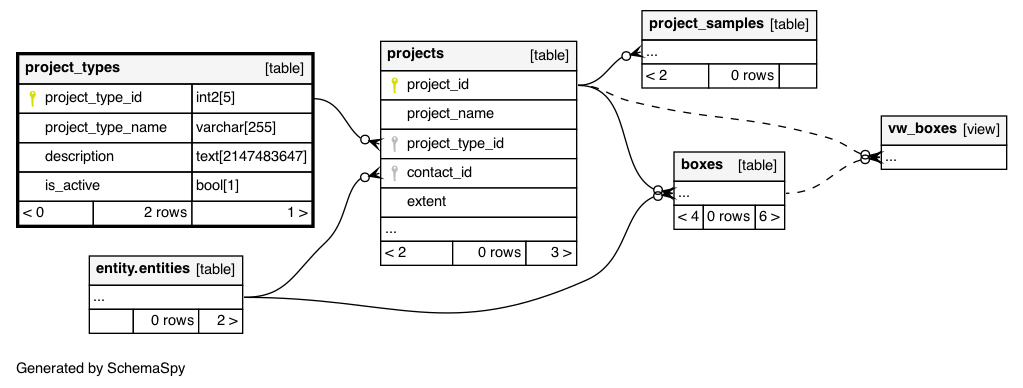 project_types [table]
project_type_id int2[5]
project_type_name varchar[255]
description text[2147483647]
is_active bool[1]
< 0 2 rows 1 >
projects [table]
project_id
project_name
project_type_id
contact_id
extent
...
< 2 0 rows 3 >
project_samples [table]
...
< 2 0 rows
vw_boxes [view]
...
boxes [table]
...
< 4 0 rows 6 >
entity.entities [table]
...
0 rows 2 >
Generated by SchemaSpy